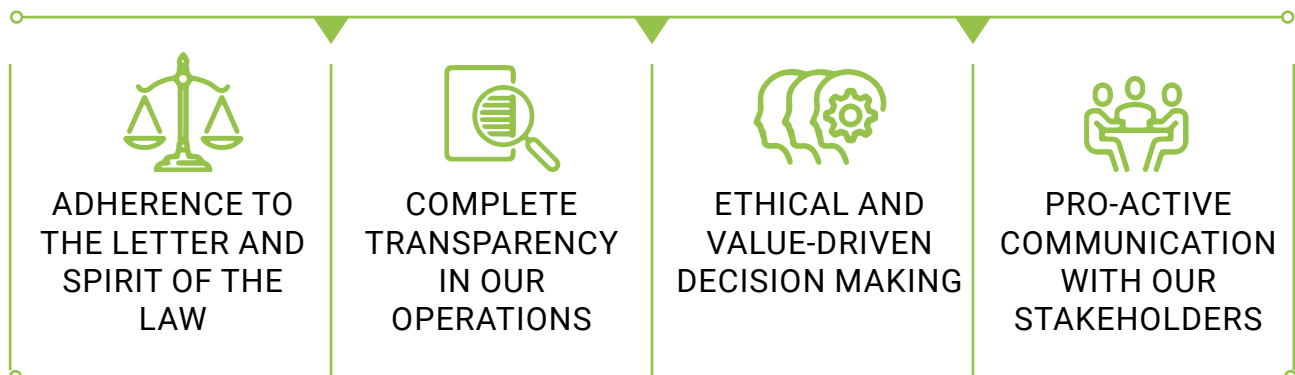 ADHERENCE TO
THE LETTER AND
SPIRIT OF THE
LAW
COMPLETE
TRANSPARENCY
IN OUR
OPERATIONS
ETHICAL AND
VALUE-DRIVEN
DECISION MAKING
PRO-ACTIVE
COMMUNICATION
WITH OUR
STAKEHOLDERS